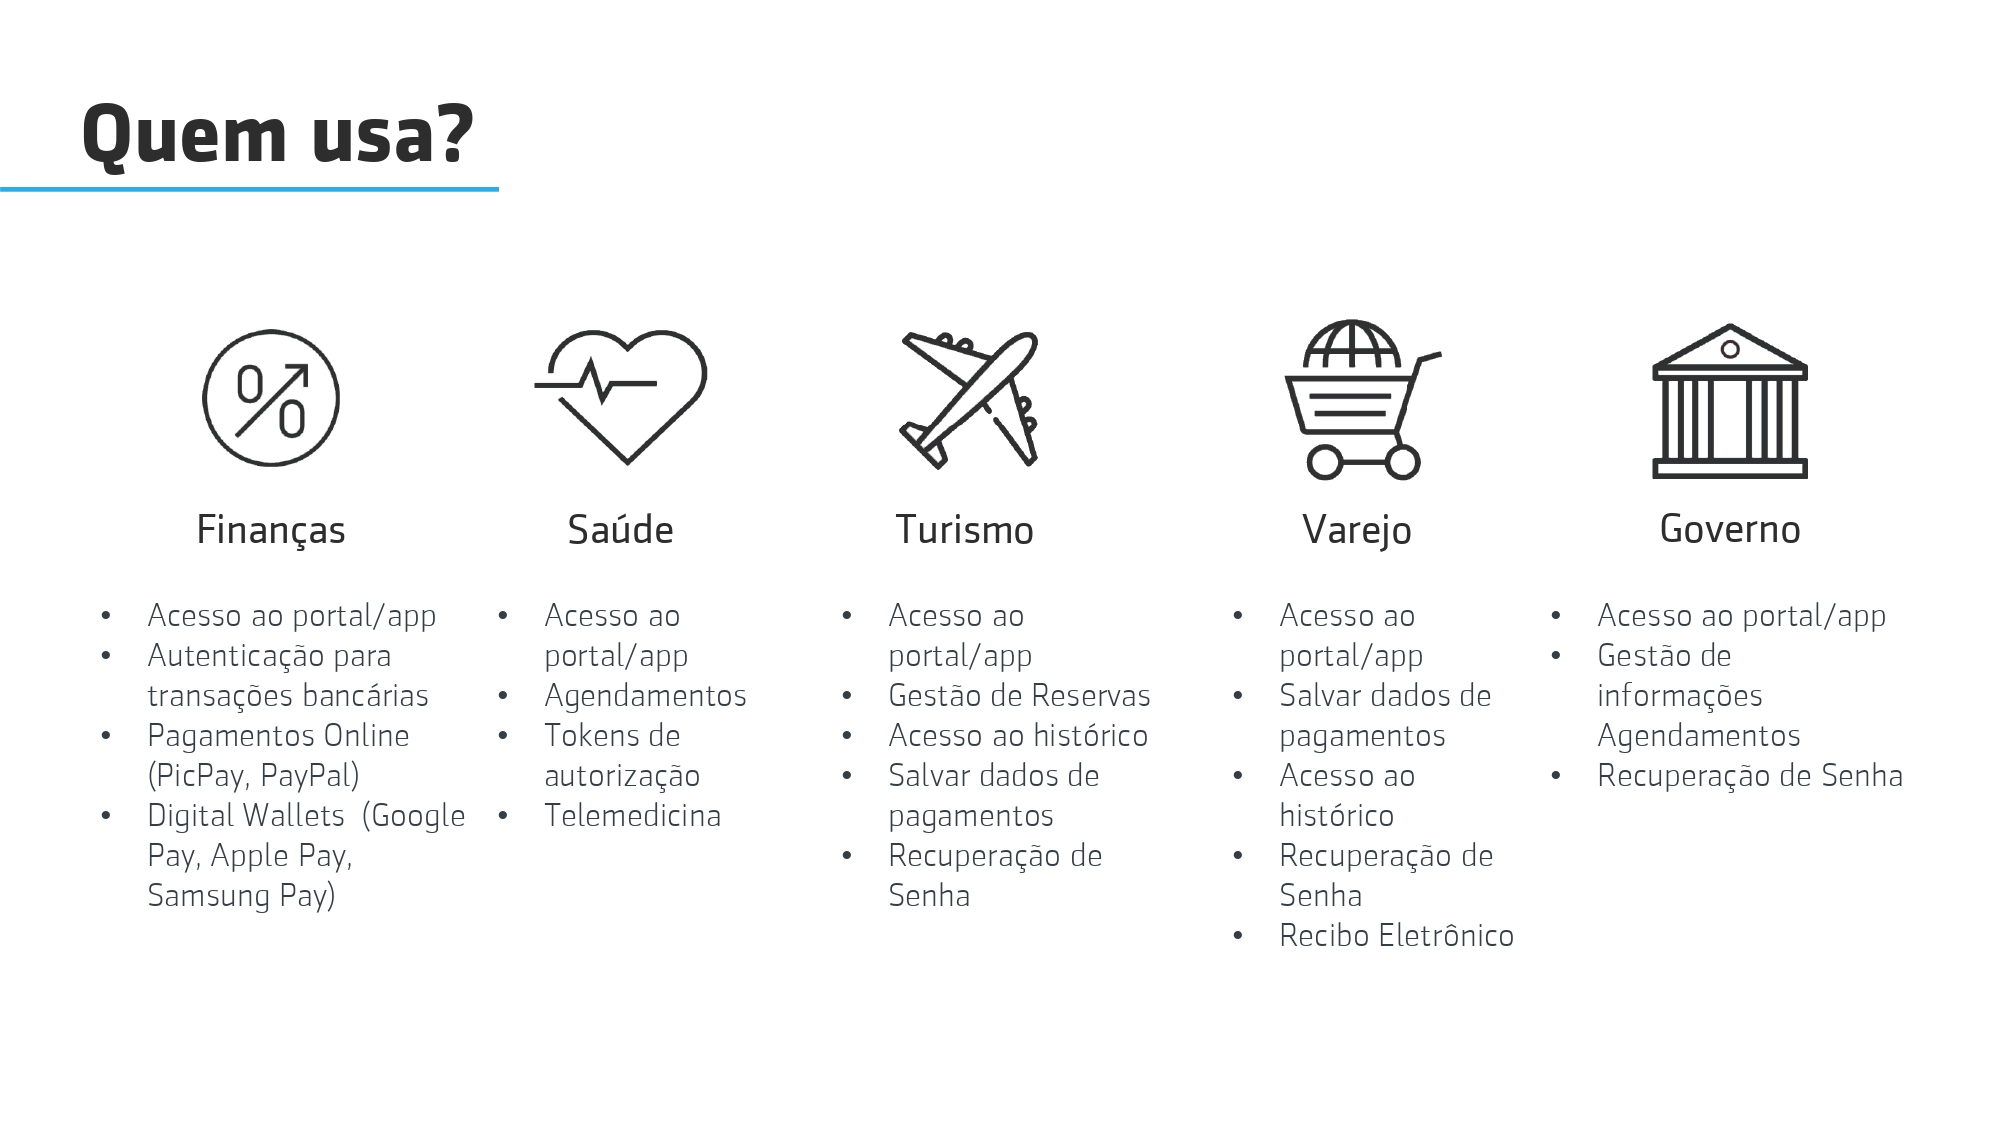 Quem usa?
Finanças
• Acesso ao portal/app
• Autenticação para
transações bancárias
• Pagamentos Online
(PicPay, PayPal)
• Digital Wallets (Google
Pay, Apple Pay,
Samsung Pay)
Saúde
• Acesso ao
portal/app
• Agendamentos
• Tokens de
autorização
• Telemedicina
Turismo
• Acesso ao
portal/app
• Gestão de Reservas
• Acesso ao histórico
• Salvar dados de
pagamentos
• Recuperação de
Senha
Varejo
• Acesso ao
portal/app
• Salvar dados de
pagamentos
• Acesso ao
histórico
• Recuperação de
Senha
• Recibo Eletrônico
Governo
• Acesso ao portal/app
• Gestão de
informações
Agendamentos
• Recuperação de Senha